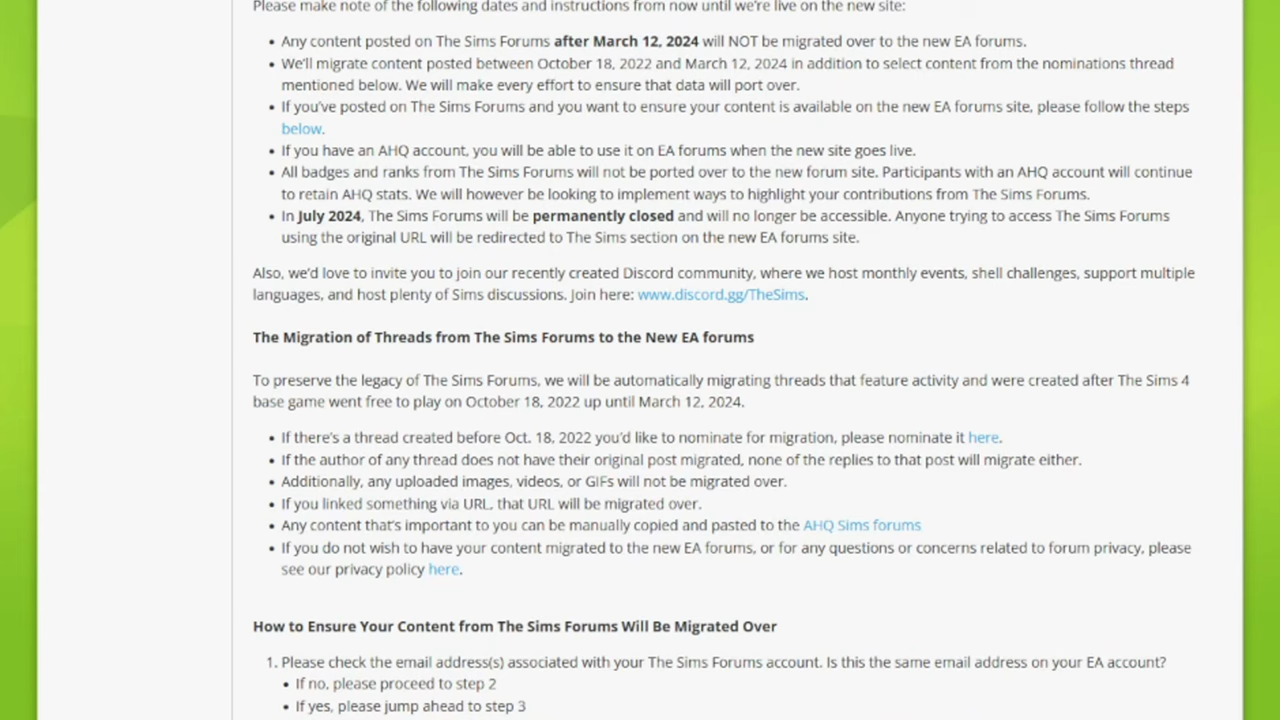 Please make note of the following dates and instructions from now until we're live on the new site:
• Any content posted on The Sims Forums after March 12, 2024 will NOT be migrated over to the new EA forums.
• We'll migrate content posted between October 18, 2022 and March 12, 2024 in addition to select content from the nominations thread
mentioned below. We will make every effort to ensure that data will port over.
• If you've posted on The Sims Forums and you want to ensure your content is available on the new EA forums site, please follow the steps
below.
• If you have an AHQ account, you will be able to use it on EA forums when the new site goes live.
• All badges and ranks from The Sims Forums will not be ported over to the new forum site. Participants with an AHQ account will continue
to retain AHQ stats. We will however be looking to implement ways to highlight your contributions from The Sims Forums.
• In July 2024, The Sims Forums will be permanently closed and will no longer be accessible. Anyone trying to access The Sims Forums
using the original URL will be redirected to The Sims section on the new EA forums site.
Also, we'd love to invite you to join our recently created Discord community, where we host monthly events, shell challenges, support multiple
languages, and host plenty of Sims discussions. Join here: www.discord.gg/TheSims.
The Migration of Threads from The Sims Forums to the New EA forums
To preserve the legacy of The Sims Forums, we will be automatically migrating threads that feature activity and were created after The Sims 4
base game went free to play on October 18, 2022 up until March 12, 2024.
• If there's a thread created before Oct. 18, 2022 you'd like to nominate for migration, please nominate it here.
• If the author of any thread does not have their original post migrated, none of the replies to that post will migrate either.
• Additionally, any uploaded images, videos, or GIFs will not be migrated over.
• If you linked something via URL, that URL will be migrated over.
• Any content that's important to you can be manually copied and pasted to the AHQ Sims forums
• If you do not wish to have your content migrated to the new EA forums, or for any questions or concerns related to forum privacy, please
see our privacy policy here.
How to Ensure Your Content from The Sims Forums Will Be Migrated Over
1. Please check the email address(s) associated with your The Sims Forums account. Is this the same email address on your EA account?
• If no, please proceed to step 2
• If yes, please jump ahead to step 3